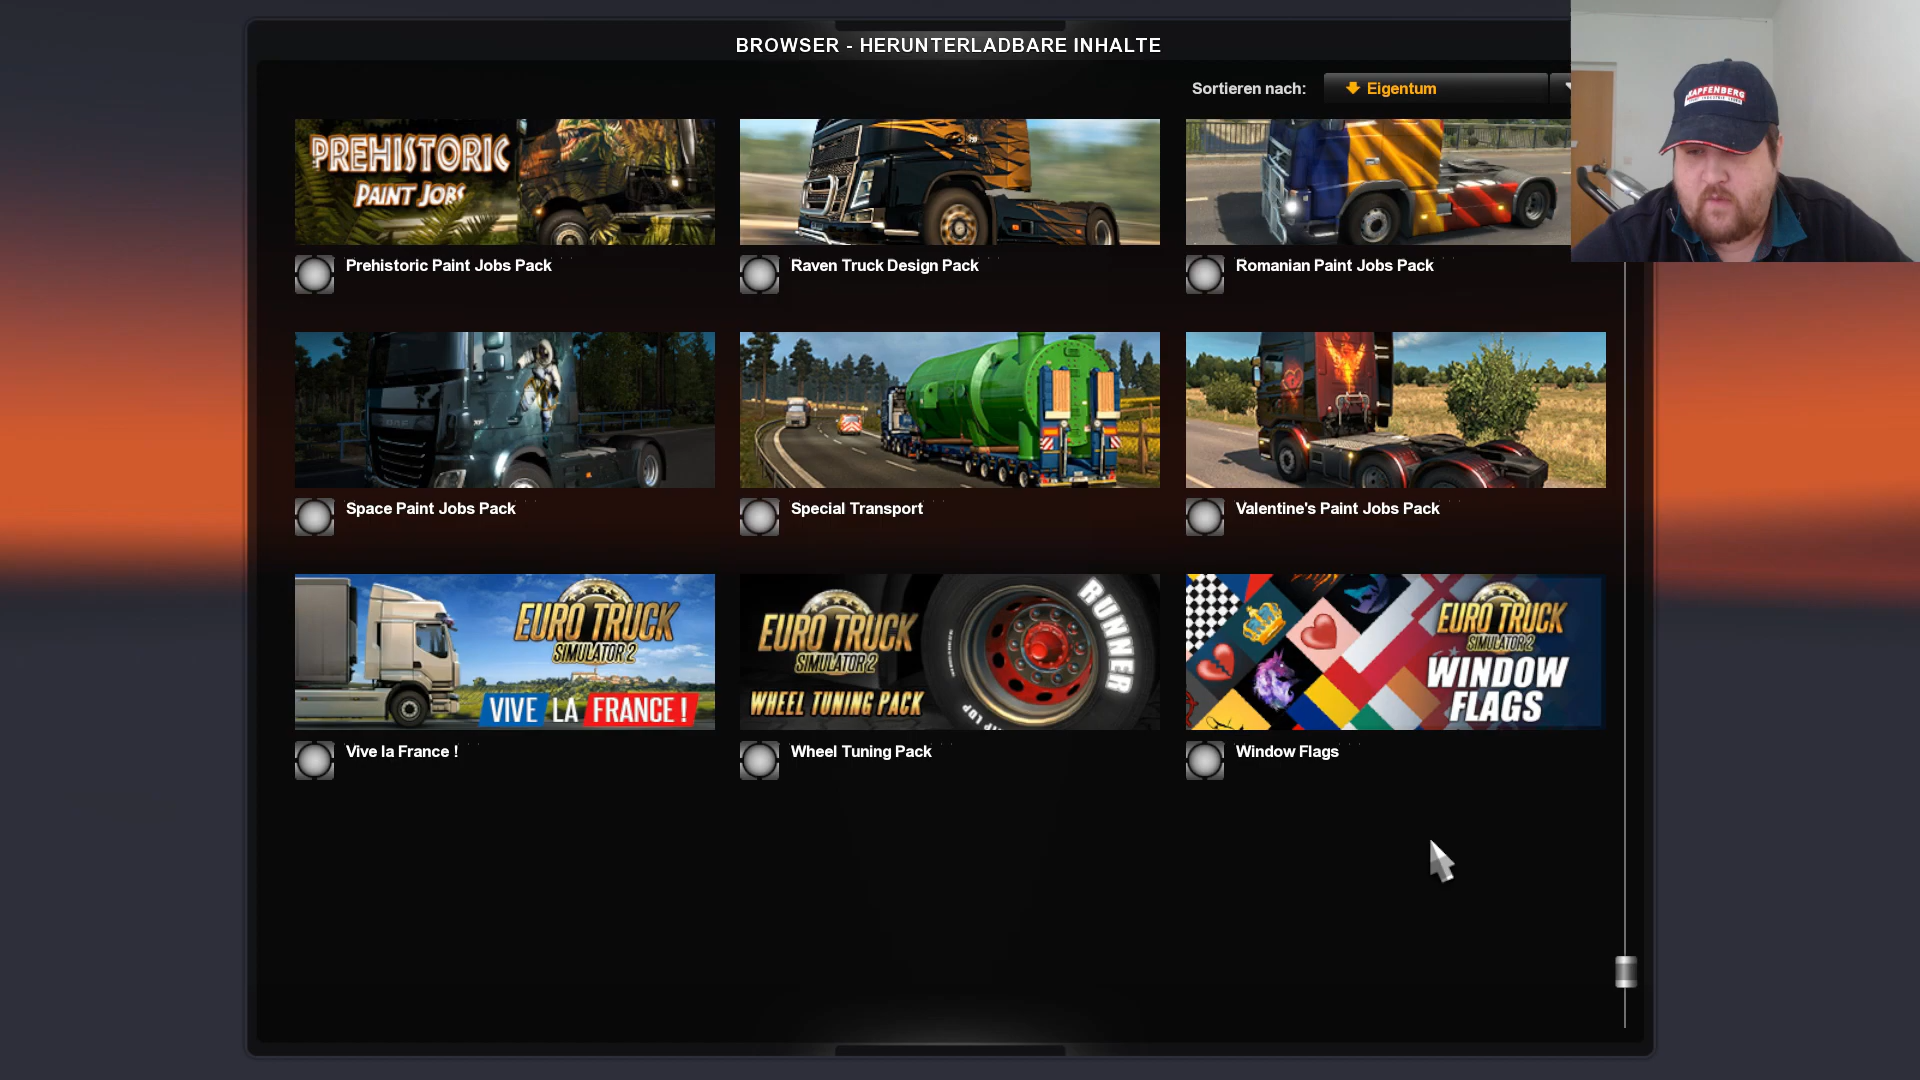 BROWSER - HERUNTERLADBARE INHALTE
Sortieren nach: Eigentum
KAPFENBERG
PREHISTORIC
PAINT JOBS
Prehistoric Paint Jobs Pack
Raven Truck Design Pack
Romanian Paint Jobs Pack
Space Paint Jobs Pack
Special Transport
Valentine's Paint Jobs Pack
EURO TRUCK
SIMULATOR 2
VIVE LA FRANCE !
EURO TRUCK
SIMULATOR 2
WHEEL TUNING PACK
RUNNER
EURO TRUCK
SIMULATOR 2
WINDOW
FLAGS
Vive la France !
Wheel Tuning Pack
Window Flags